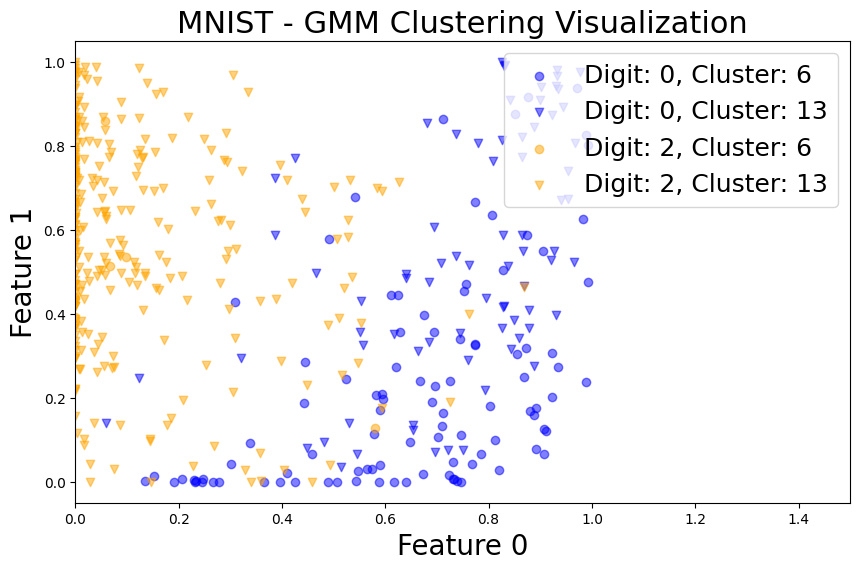 MNIST - GMM Clustering Visualization
Digit: 0, Cluster: 6
Digit: 0, Cluster: 13
Digit: 2, Cluster: 6
Digit: 2, Cluster: 13
Feature 1
1.0
0.8
0.6
0.4
0.2
0.0
0.0 0.2 0.4 0.6 0.8 1.0 1.2 1.4
Feature 0